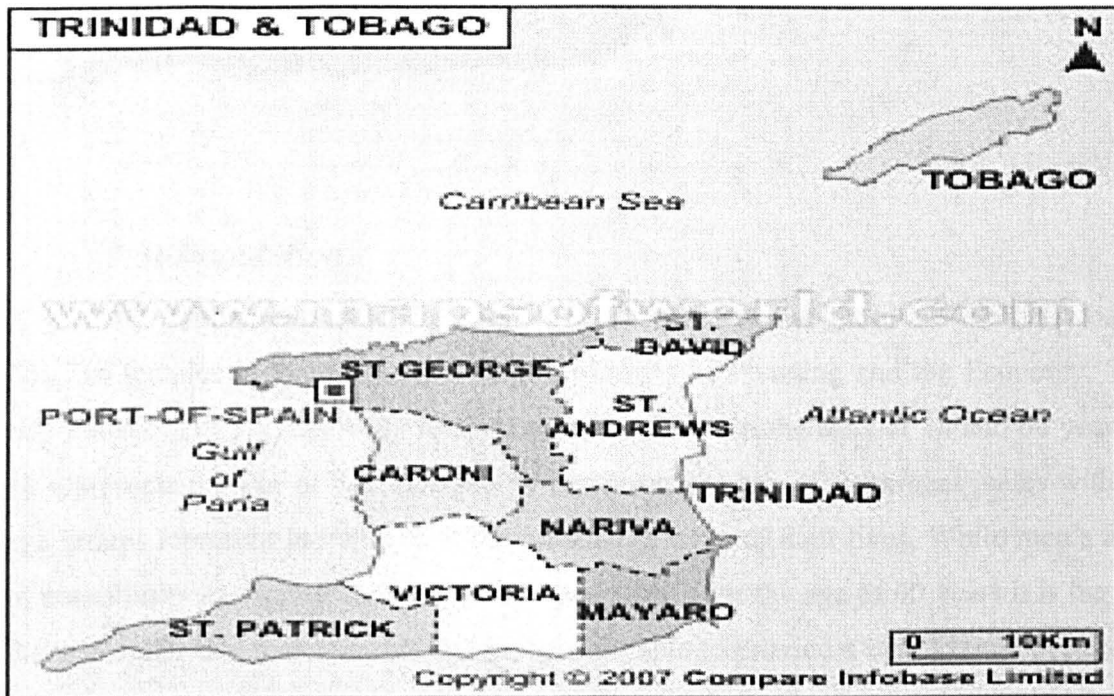 TRINIDAD & TOBAGO
N
TOBAGO
Carribean Sea
www.mapsofworld.com
ST.
DAVID
ST.GEORGE
PORT-OF-SPAIN
ST.
ANDREWS
Atlantic Ocean
Gulf
of
Paria
CARONI
TRINIDAD
NARIVA
VICTORIA
MAYARO
ST. PATRICK
0 10Km
Copyright © 2007 Compare Infobase Limited